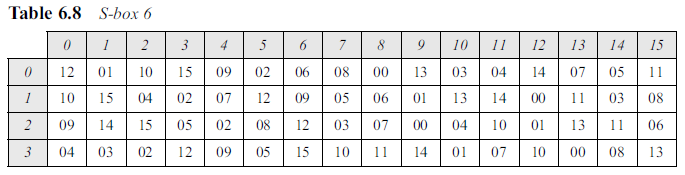 Table 6.8 S-box 6
0 1 2 3 4 5 6 7 8 9 10 11 12 13 14 15
0 12 01 10 15 09 02 06 08 00 13 03 04 14 07 05 11
1 10 15 04 02 07 12 09 05 06 01 13 14 00 11 03 08
2 09 14 15 05 02 08 12 03 07 00 04 10 01 13 11 06
3 04 03 02 12 09 05 15 10 11 14 01 07 10 00 08 13